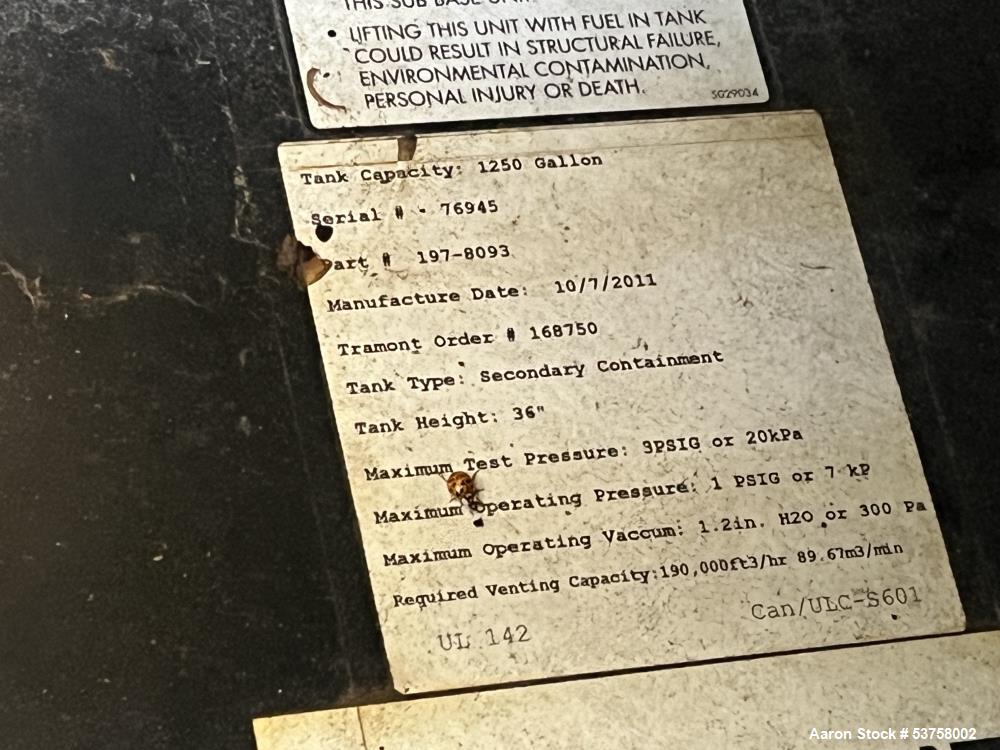 THIS SUB BASE
• LIFTING THIS UNIT WITH FUEL IN TANK
COULD RESULT IN STRUCTURAL FAILURE,
ENVIRONMENTAL CONTAMINATION,
PERSONAL INJURY OR DEATH.
SG29034
Tank Capacity: 1250 Gallon
Serial # - 76945
Part # 197-8093
Manufacture Date: 10/7/2011
Tramont Order # 168750
Tank Type: Secondary Containment
Tank Height: 36"
Maximum Test Pressure: 3PSIG or 20kPa
Maximum Operating Pressure: 1 PSIG or 7 kP
Maximum Operating Vaccum: 1.2in. H2O or 300 Pa
Required Venting Capacity:190,000ft3/hr 89.67m3/min
UL 142 Can/ULC-S601
Aaron Stock # 53758002